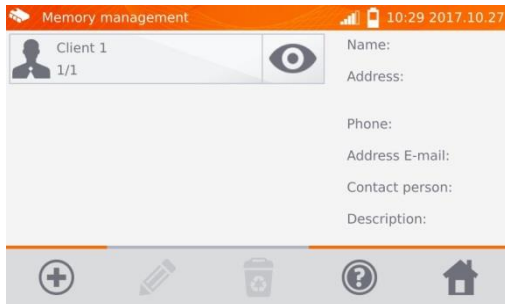 Memory management
10:29 2017.10.27
Client 1
1/1
Name:
Address:
Phone:
Address E-mail:
Contact person:
Description: